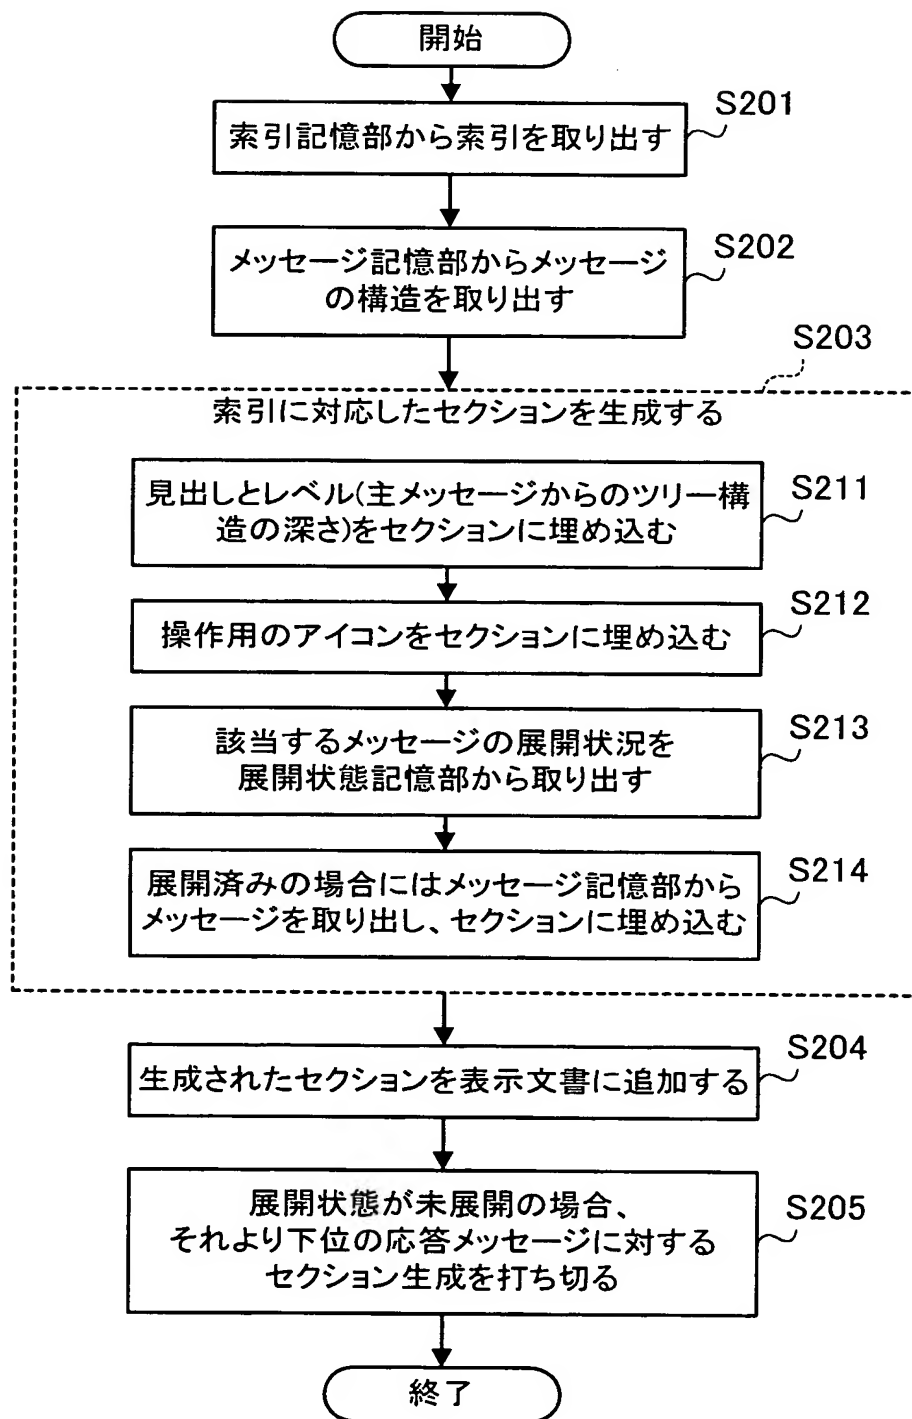 開始
S201
索引記憶部から索引を取り出す
S202
メッセージ記憶部からメッセージ
の構造を取り出す
S203
索引に対応したセクションを生成する
S211
見出しとレベル(主メッセージからのツリー構
造の深さ)をセクションに埋め込む
S212
操作用のアイコンをセクションに埋め込む
S213
該当するメッセージの展開状況を
展開状態記憶部から取り出す
S214
展開済みの場合にはメッセージ記憶部から
メッセージを取り出し、セクションに埋め込む
S204
生成されたセクションを表示文書に追加する
S205
展開状態が未展開の場合、
それより下位の応答メッセージに対する
セクション生成を打ち切る
終了